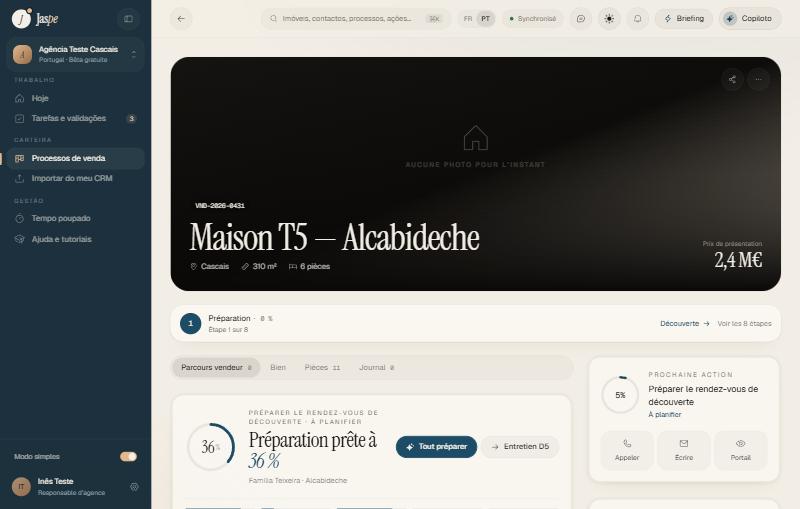 Jaspe
Agência Teste Cascais
Portugal · Bêta gratuite
TRABALHO
Hoje
Tarefas e validações 3
CARTEIRA
Processos de venda
Importar do meu CRM
GESTÃO
Tempo poupado
Ajuda e tutoriais
Modo simples
IT
Inês Teste
Responsable d'agence
Imóveis, contactos, processos, ações… ⌘K
FR PT
Synchronisé
Briefing
Copiloto
AUCUNE PHOTO POUR L'INSTANT
VND-2026-0431
Maison T5 — Alcabideche
Cascais 310 m² 6 pièces
Prix de présentation
2,4 M€
1
Préparation · 0 %
Étape 1 sur 8
Découverte → Voir les 8 étapes
Parcours vendeur 8 Bien Pièces 11 Journal 0
36%
PRÉPARER LE RENDEZ-VOUS DE
DÉCOUVERTE · À PLANIFIER
Préparation prête à
36 %
Família Teixeira · Alcabideche
Tout préparer
→ Entretien D5
5%
PROCHAINE ACTION
Préparer le rendez-vous de
découverte
À planifier
Appeler Écrire Portail